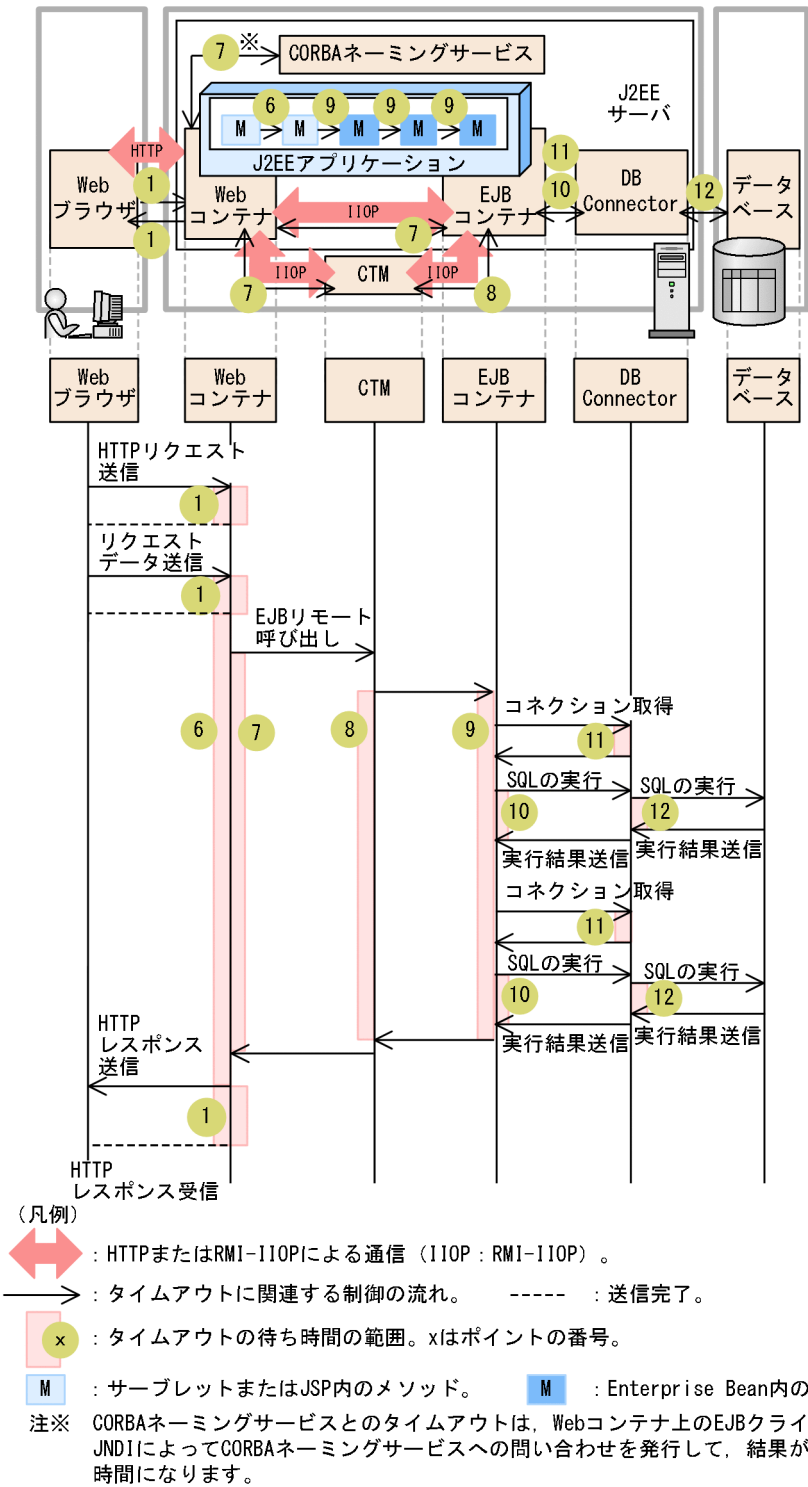 7
※
CORBAネーミングサービス
J2EE
サーバ
6
9
9
9
M
M
M
M
M
J2EEアプリケーション
HTTP
11
Web
ブラウザ
1
1
Web
コンテナ
IIOP
7
EJB
コンテナ
10
DB
Connector
12
データ
ベース
IIOP
7
CTM
IIOP
8
Web
ブラウザ
Web
コンテナ
CTM
EJB
コンテナ
DB
Connector
データ
ベース
HTTPリクエスト
送信
1
リクエスト
データ送信
1
EJBリモート
呼び出し
6
7
8
9
コネクション取得
11
SQLの実行
SQLの実行
10
12
実行結果送信
実行結果送信
コネクション取得
11
SQLの実行
SQLの実行
10
12
実行結果送信
実行結果送信
HTTP
レスポンス
送信
1
HTTP
レスポンス受信
(凡例)
：HTTPまたはRMI-IIOPによる通信（IIOP：RMI-IIOP）。
：タイムアウトに関連する制御の流れ。
：送信完了。
x
：タイムアウトの待ち時間の範囲。xはポイントの番号。
M
：サーブレットまたはJSP内のメソッド。
M
：Enterprise Bean内の
注※ CORBAネーミングサービスとのタイムアウトは，Webコンテナ上のEJBクライ
JNDIによってCORBAネーミングサービスへの問い合わせを発行して，結果が
時間になります。